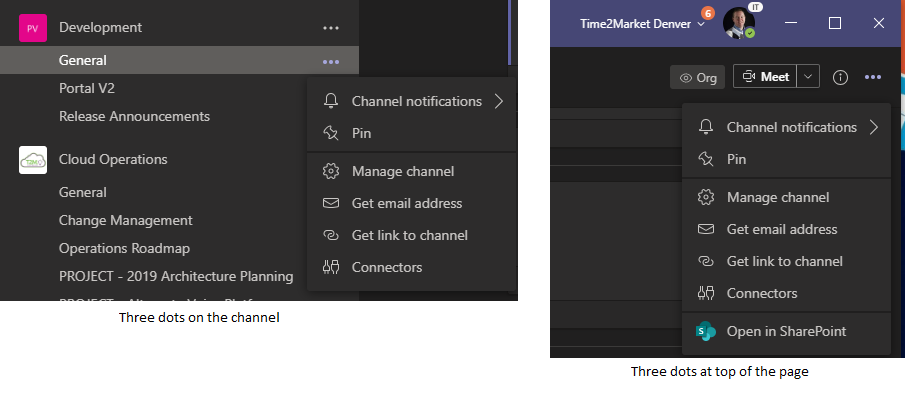 PV Development
General
Portal V2
Release Announcements
Cloud Operations
General
Change Management
Operations Roadmap
PROJECT - 2019 Architecture Planning
Channel notifications
Pin
Manage channel
Get email address
Get link to channel
Connectors
Three dots on the channel
Time2Market Denver 6 IT
Org Meet
Channel notifications
Pin
Manage channel
Get email address
Get link to channel
Connectors
S Open in SharePoint
Three dots at top of the page